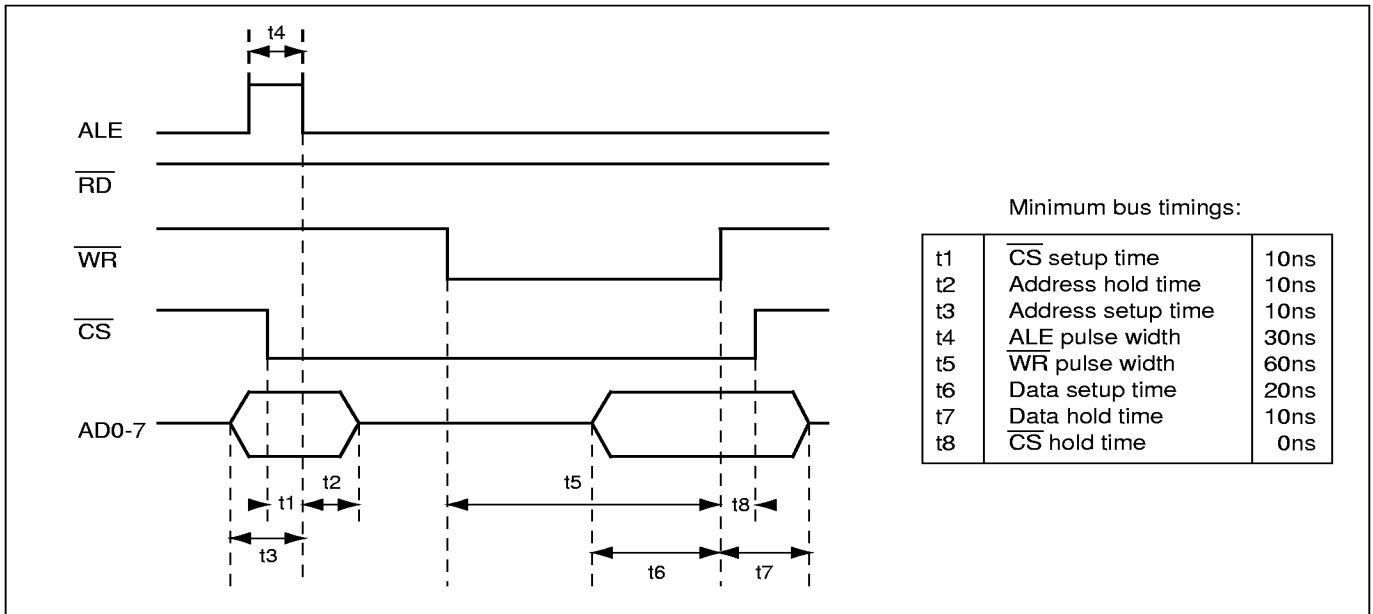 t4
ALE
RD
WR
CS
AD0-7
t1
t2
t3
t5
t8
t6
t7
Minimum bus timings:
t1 CS setup time 10ns
t2 Address hold time 10ns
t3 Address setup time 10ns
t4 ALE pulse width 30ns
t5 WR pulse width 60ns
t6 Data setup time 20ns
t7 Data hold time 10ns
t8 CS hold time 0ns